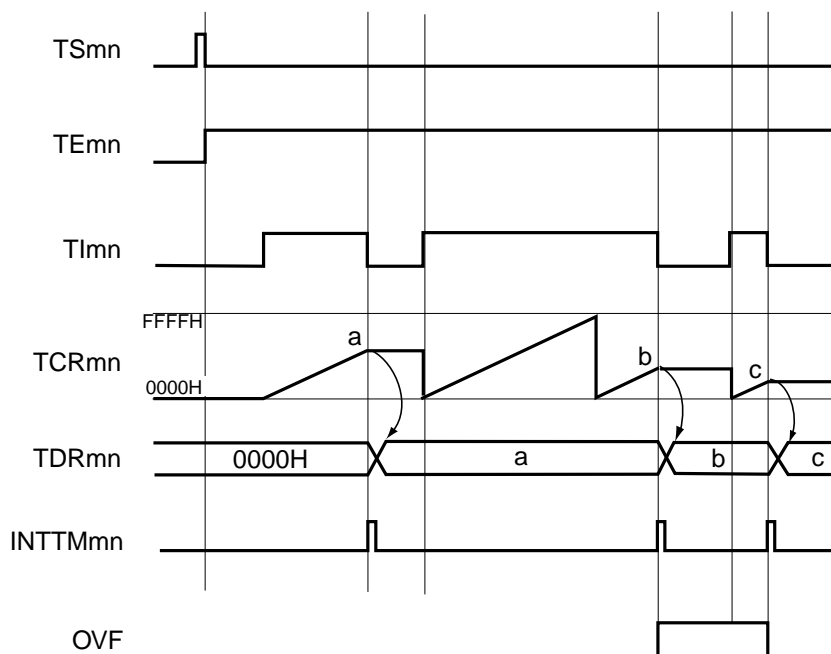 TSmn
TEmn
TImn
FFFFH
a
b
c
TCRmn
0000H
TDRmn
0000H
a
b
c
INTTMmn
OVF